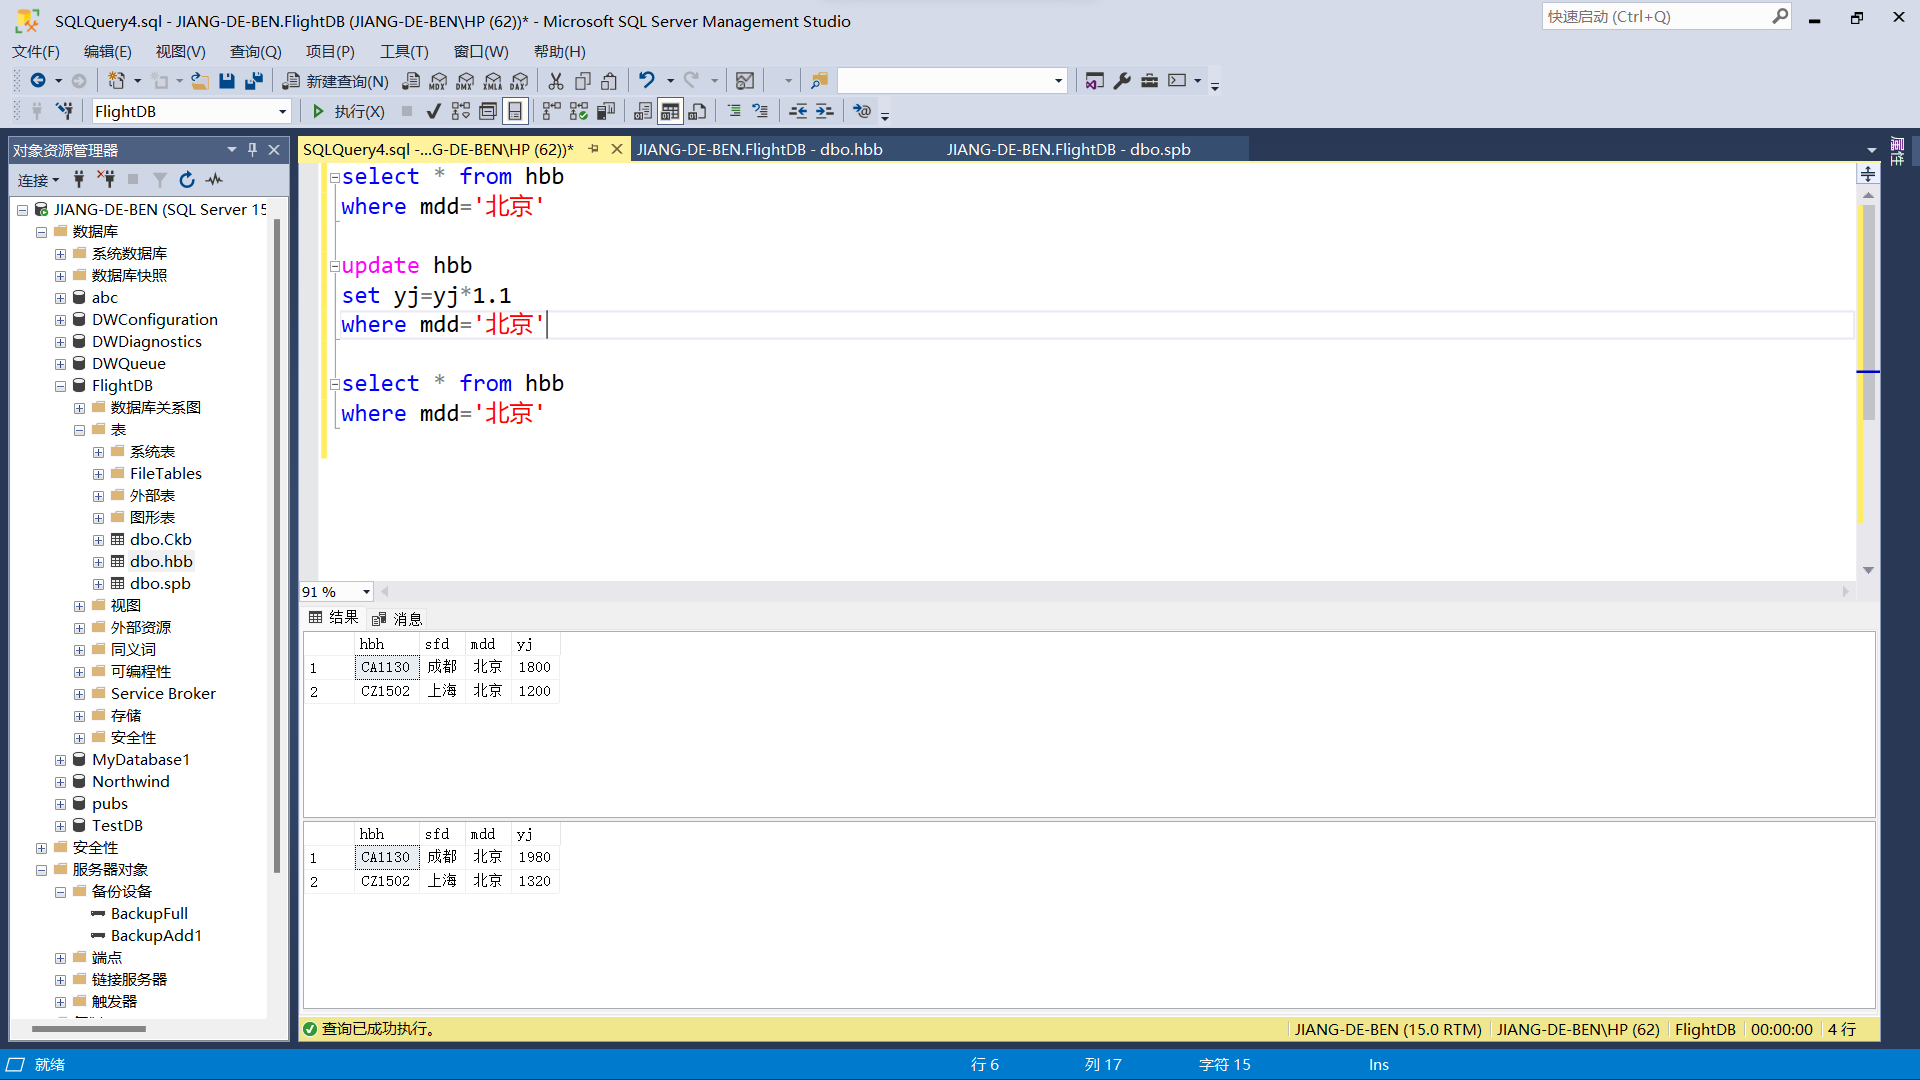 SQLQuery4.sql - JIANG-DE-BEN.FlightDB (JIANG-DE-BEN\HP (62))* - Microsoft SQL Server Management Studio
快速启动 (Ctrl+Q)
文件(F) 编辑(E) 视图(V) 查询(Q) 项目(P) 工具(T) 窗口(W) 帮助(H)
新建查询(N) MDX DMX XMLA DAX
FlightDB 执行(X)
对象资源管理器
连接
JIANG-DE-BEN (SQL Server 15
数据库
系统数据库
数据库快照
abc
DWConfiguration
DWDiagnostics
DWQueue
FlightDB
数据库关系图
表
系统表
FileTables
外部表
图形表
dbo.Ckb
dbo.hbb
dbo.spb
视图
外部资源
同义词
可编程性
Service Broker
存储
安全性
MyDatabase1
Northwind
pubs
TestDB
安全性
服务器对象
备份设备
BackupFull
BackupAdd1
端点
链接服务器
触发器
SQLQuery4.sql -...G-DE-BEN\HP (62))* JIANG-DE-BEN.FlightDB - dbo.hbb JIANG-DE-BEN.FlightDB - dbo.spb
属性
select * from hbb
where mdd='北京'
update hbb
set yj=yj*1.1
where mdd='北京'
select * from hbb
where mdd='北京'
91 %
结果 消息
hbh sfd mdd yj
1 CA1130 成都 北京 1800
2 CZ1502 上海 北京 1200
hbh sfd mdd yj
1 CA1130 成都 北京 1980
2 CZ1502 上海 北京 1320
查询已成功执行。 JIANG-DE-BEN (15.0 RTM) JIANG-DE-BEN\HP (62) FlightDB 00:00:00 4 行
就绪 行 6 列 17 字符 15 Ins